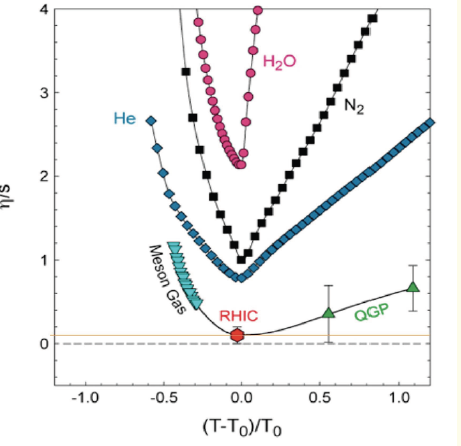 4
3
2
1
0
η/s
He
H2O
N2
Meson Gas
RHIC
QGP
-1.0
-0.5
0.0
0.5
1.0
(T-T0)/T0